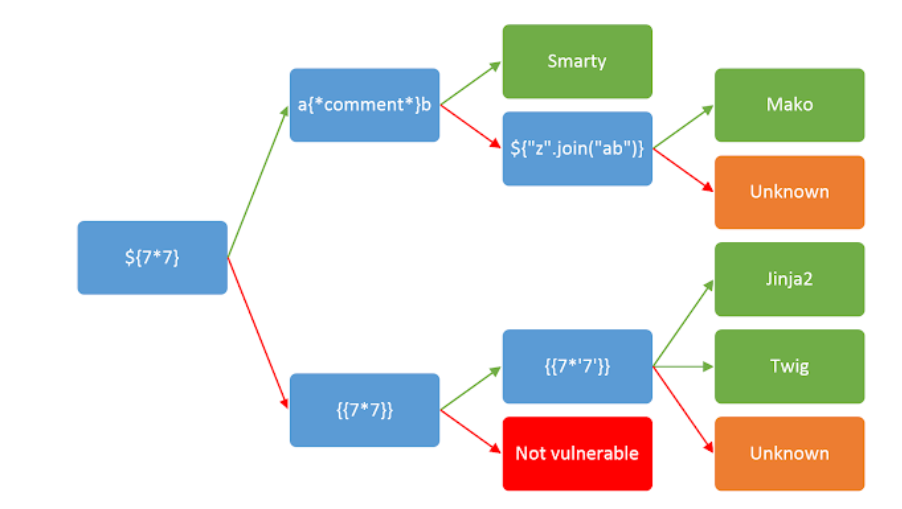 ${7*7}
a{*comment*}b
Smarty
${"z".join("ab")}
Mako
Unknown
{{7*7}}
{{7*'7'}}
Not vulnerable
Jinja2
Twig
Unknown